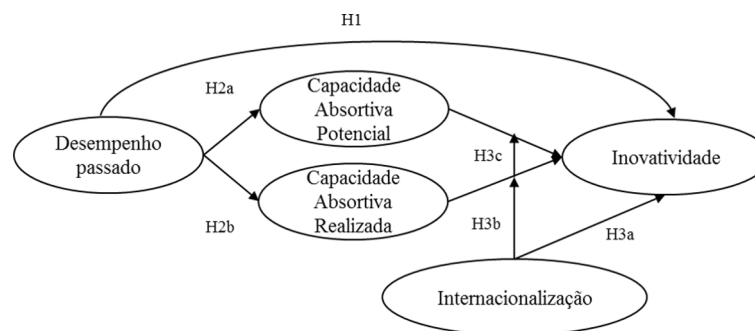 H1
H2a
Capacidade
Absortiva
Potencial
Desempenho
passado
H3c
Inovatividade
Capacidade
Absortiva
Realizada
H2b
H3b
H3a
Internacionalização